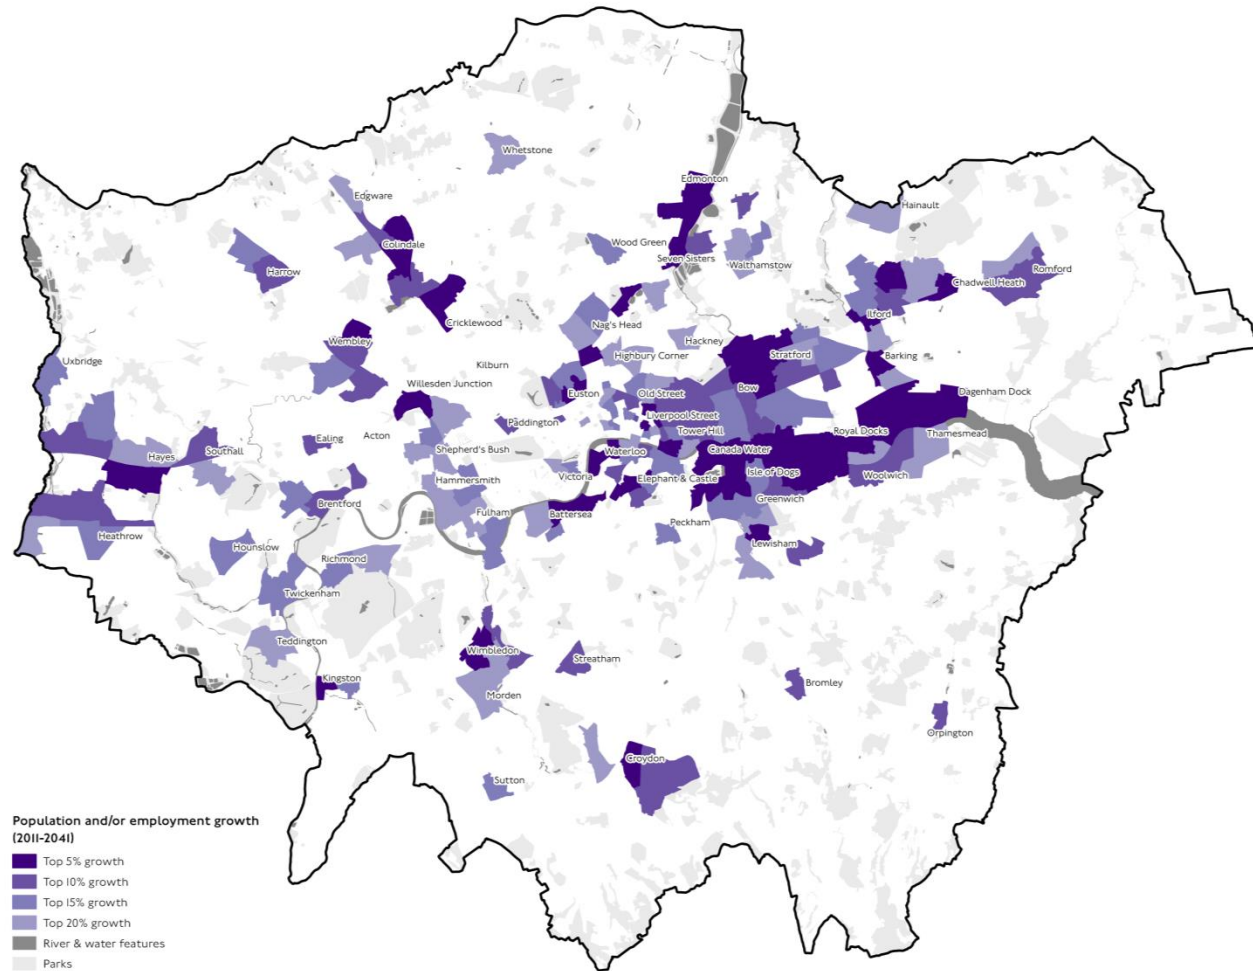 Whetstone
Edmonton
Edgware
Hainault
Colindale
Wood Green
Seven Sisters
Walthamstow
Harrow
Romford
Chadwell Heath
Ilford
Cricklewood
Nag's Head
Wembley
Hackney
Highbury Corner
Stratford
Barking
Uxbridge
Kilburn
Willesden Junction
Euston
Old Street
Bow
Dagenham Dock
Paddington
Liverpool Street
Royal Docks
Thamesmead
Tower Hill
Ealing
Acton
Hayes
Southall
Shepherd's Bush
Waterloo
Canada Water
Isle of Dogs
Woolwich
Hammersmith
Victoria
Elephant & Castle
Greenwich
Brentford
Fulham
Battersea
Peckham
Heathrow
Hounslow
Lewisham
Richmond
Twickenham
Teddington
Wimbledon
Streatham
Kingston
Bromley
Morden
Orpington
Croydon
Sutton
Population and/or employment growth
(2011-2041)
Top 5% growth
Top 10% growth
Top 15% growth
Top 20% growth
River & water features
Parks